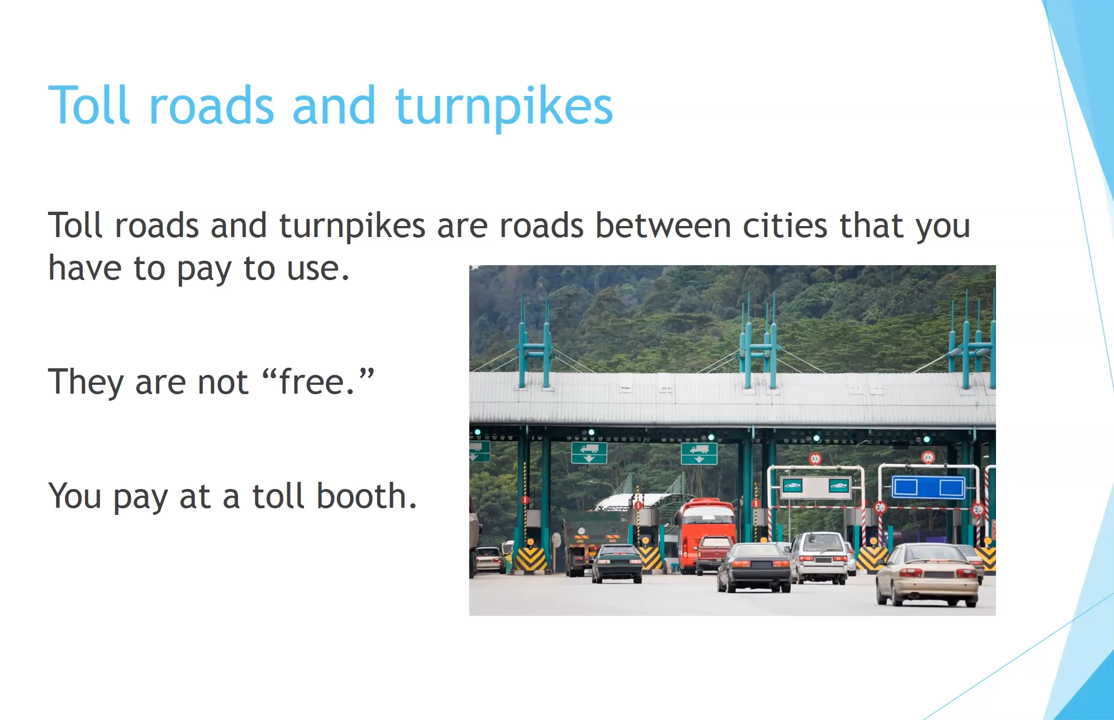 Toll roads and turnpikes
Toll roads and turnpikes are roads between cities that you
have to pay to use.
They are not “free.”
You pay at a toll booth.